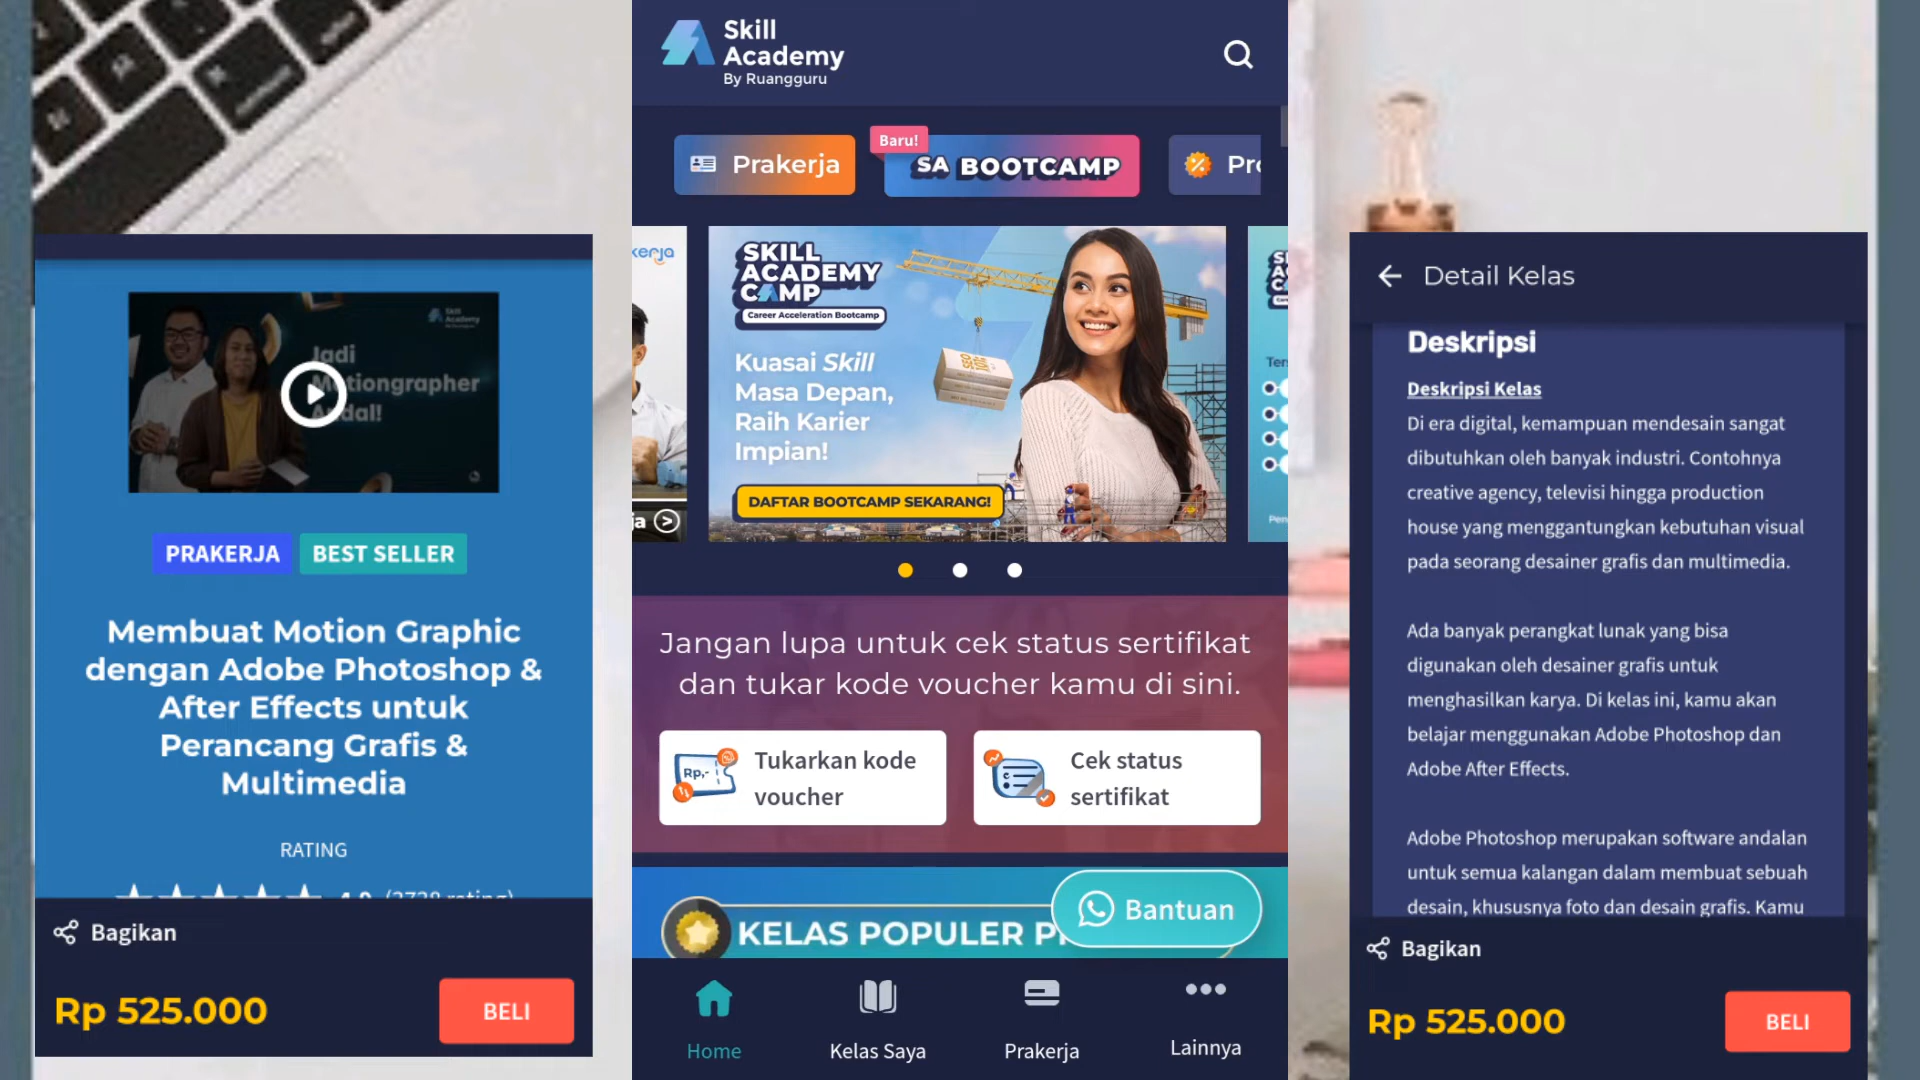 Skill
Academy
By Ruangguru
Jadi
Motiongrapher
Andal!
PRAKERJA
BEST SELLER
Membuat Motion Graphic
dengan Adobe Photoshop &
After Effects untuk
Perancang Grafis &
Multimedia
RATING
Bagikan
Rp 525.000
BELI
Skill
Academy
By Ruangguru
Prakerja
Baru!
SA BOOTCAMP
SKILL
ACADEMY
CAMP
Career Acceleration Bootcamp
Kuasai Skill
Masa Depan,
Raih Karier
Impian!
DAFTAR BOOTCAMP SEKARANG!
Jangan lupa untuk cek status sertifikat
dan tukar kode voucher kamu di sini.
Rp,-
Tukarkan kode
voucher
Cek status
sertifikat
KELAS POPULER
Bantuan
Home
Kelas Saya
Prakerja
Lainnya
Detail Kelas
Deskripsi
Deskripsi Kelas
Di era digital, kemampuan mendesain sangat
dibutuhkan oleh banyak industri. Contohnya
creative agency, televisi hingga production
house yang menggantungkan kebutuhan visual
pada seorang desainer grafis dan multimedia.
Ada banyak perangkat lunak yang bisa
digunakan oleh desainer grafis untuk
menghasilkan karya. Di kelas ini, kamu akan
belajar menggunakan Adobe Photoshop dan
Adobe After Effects.
Adobe Photoshop merupakan software andalan
untuk semua kalangan dalam membuat sebuah
desain, khususnya foto dan desain grafis. Kamu
Bagikan
Rp 525.000
BELI